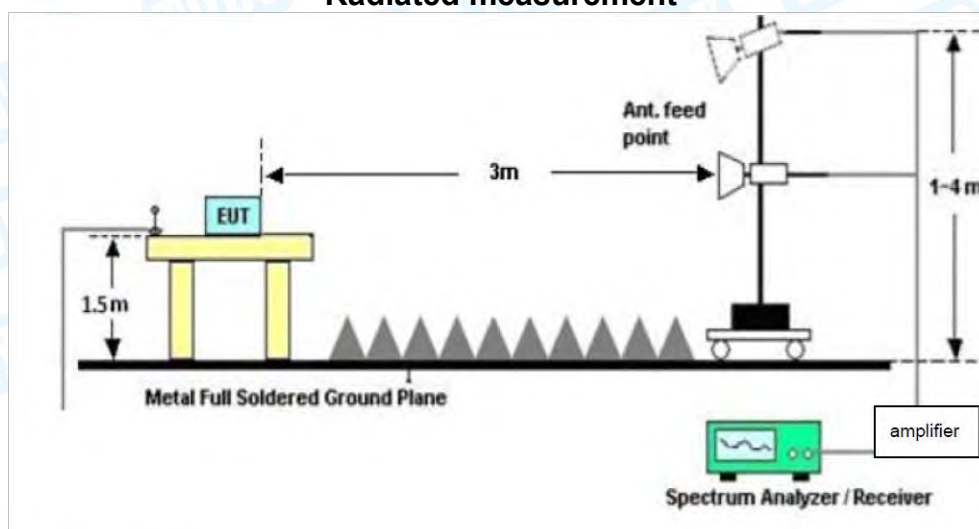 Radiated measurement
Ant. feed
point
3m
1-4 m
EUT
1.5 m
Metal Full Soldered Ground Plane
amplifier
Spectrum Analyzer / Receiver